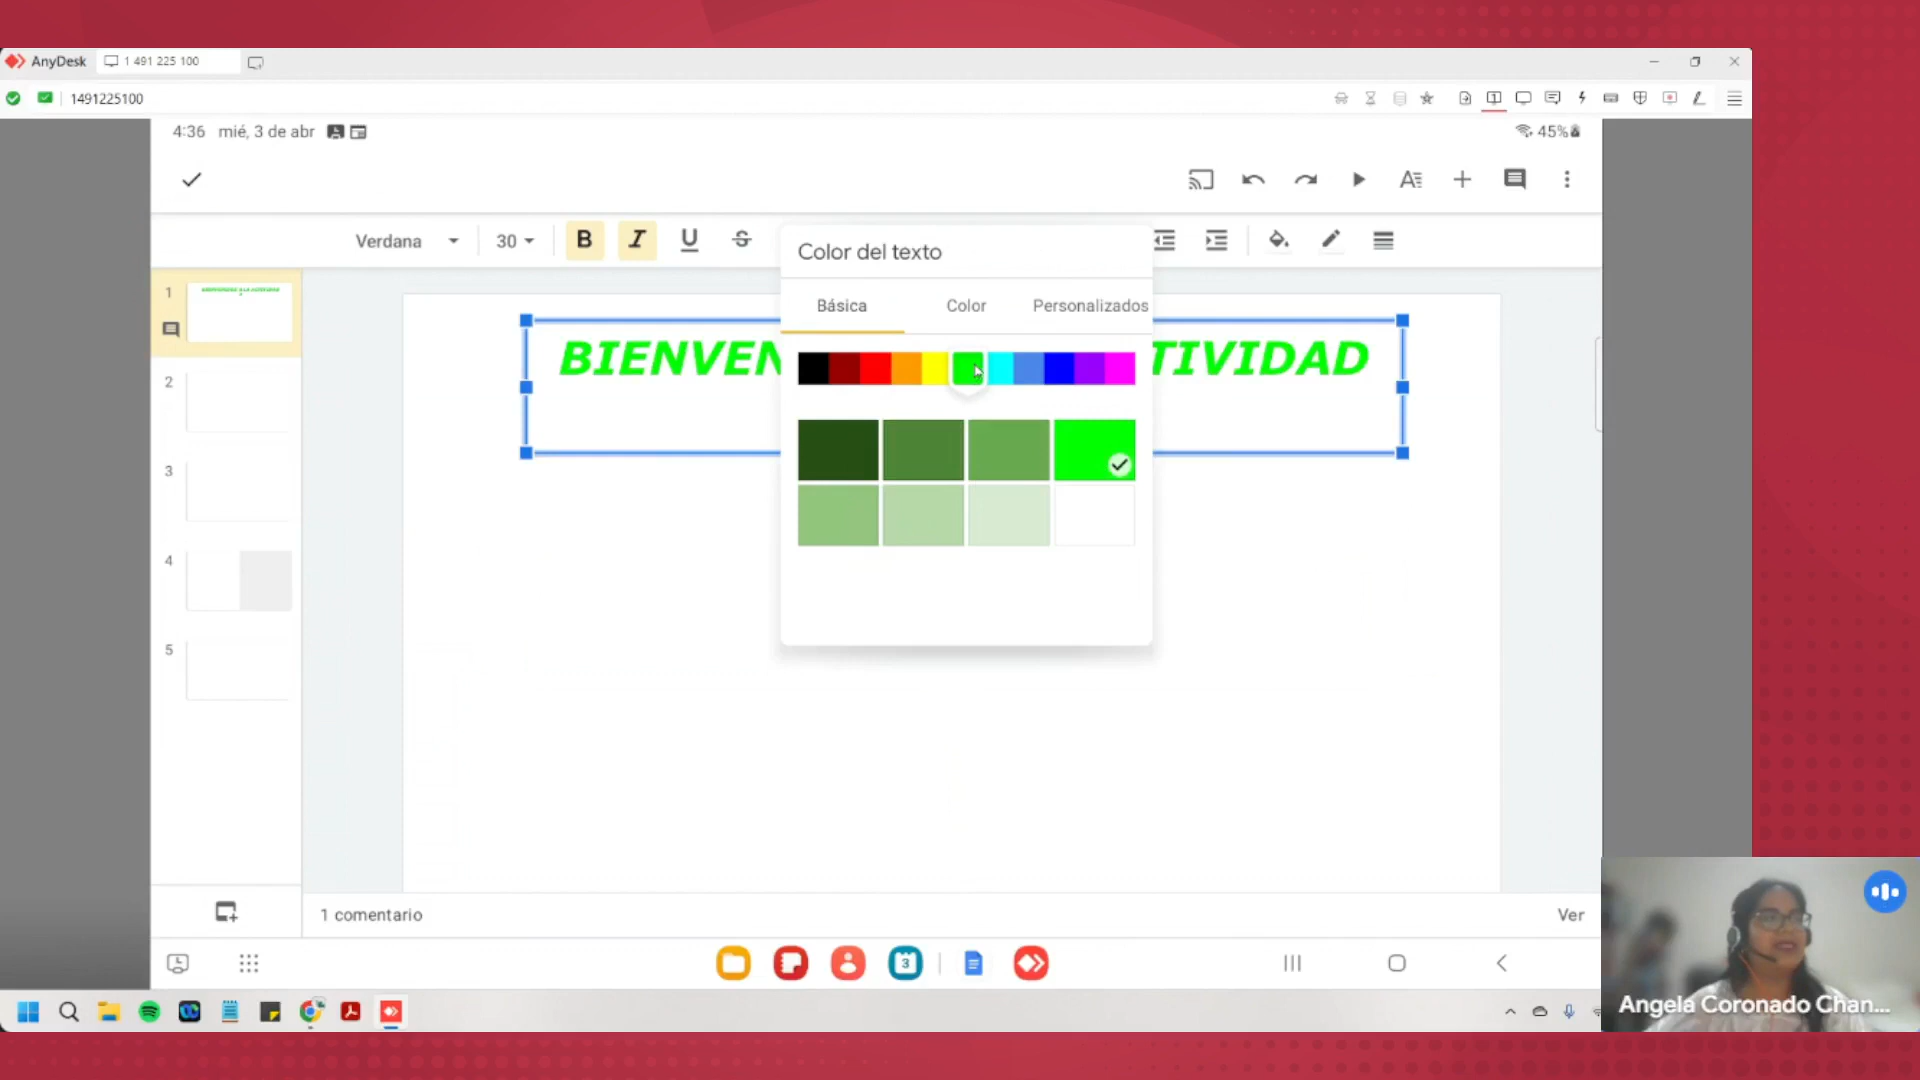 AnyDesk 1 491 225 100
1491225100
4:36 mié, 3 de abr 45%
Verdana 30 B I U S
Color del texto
Básica Color Personalizados
BIENVEN TIVIDAD
1
2
3
4
5
1 comentario Ver
3
Angela Coronado Chan...